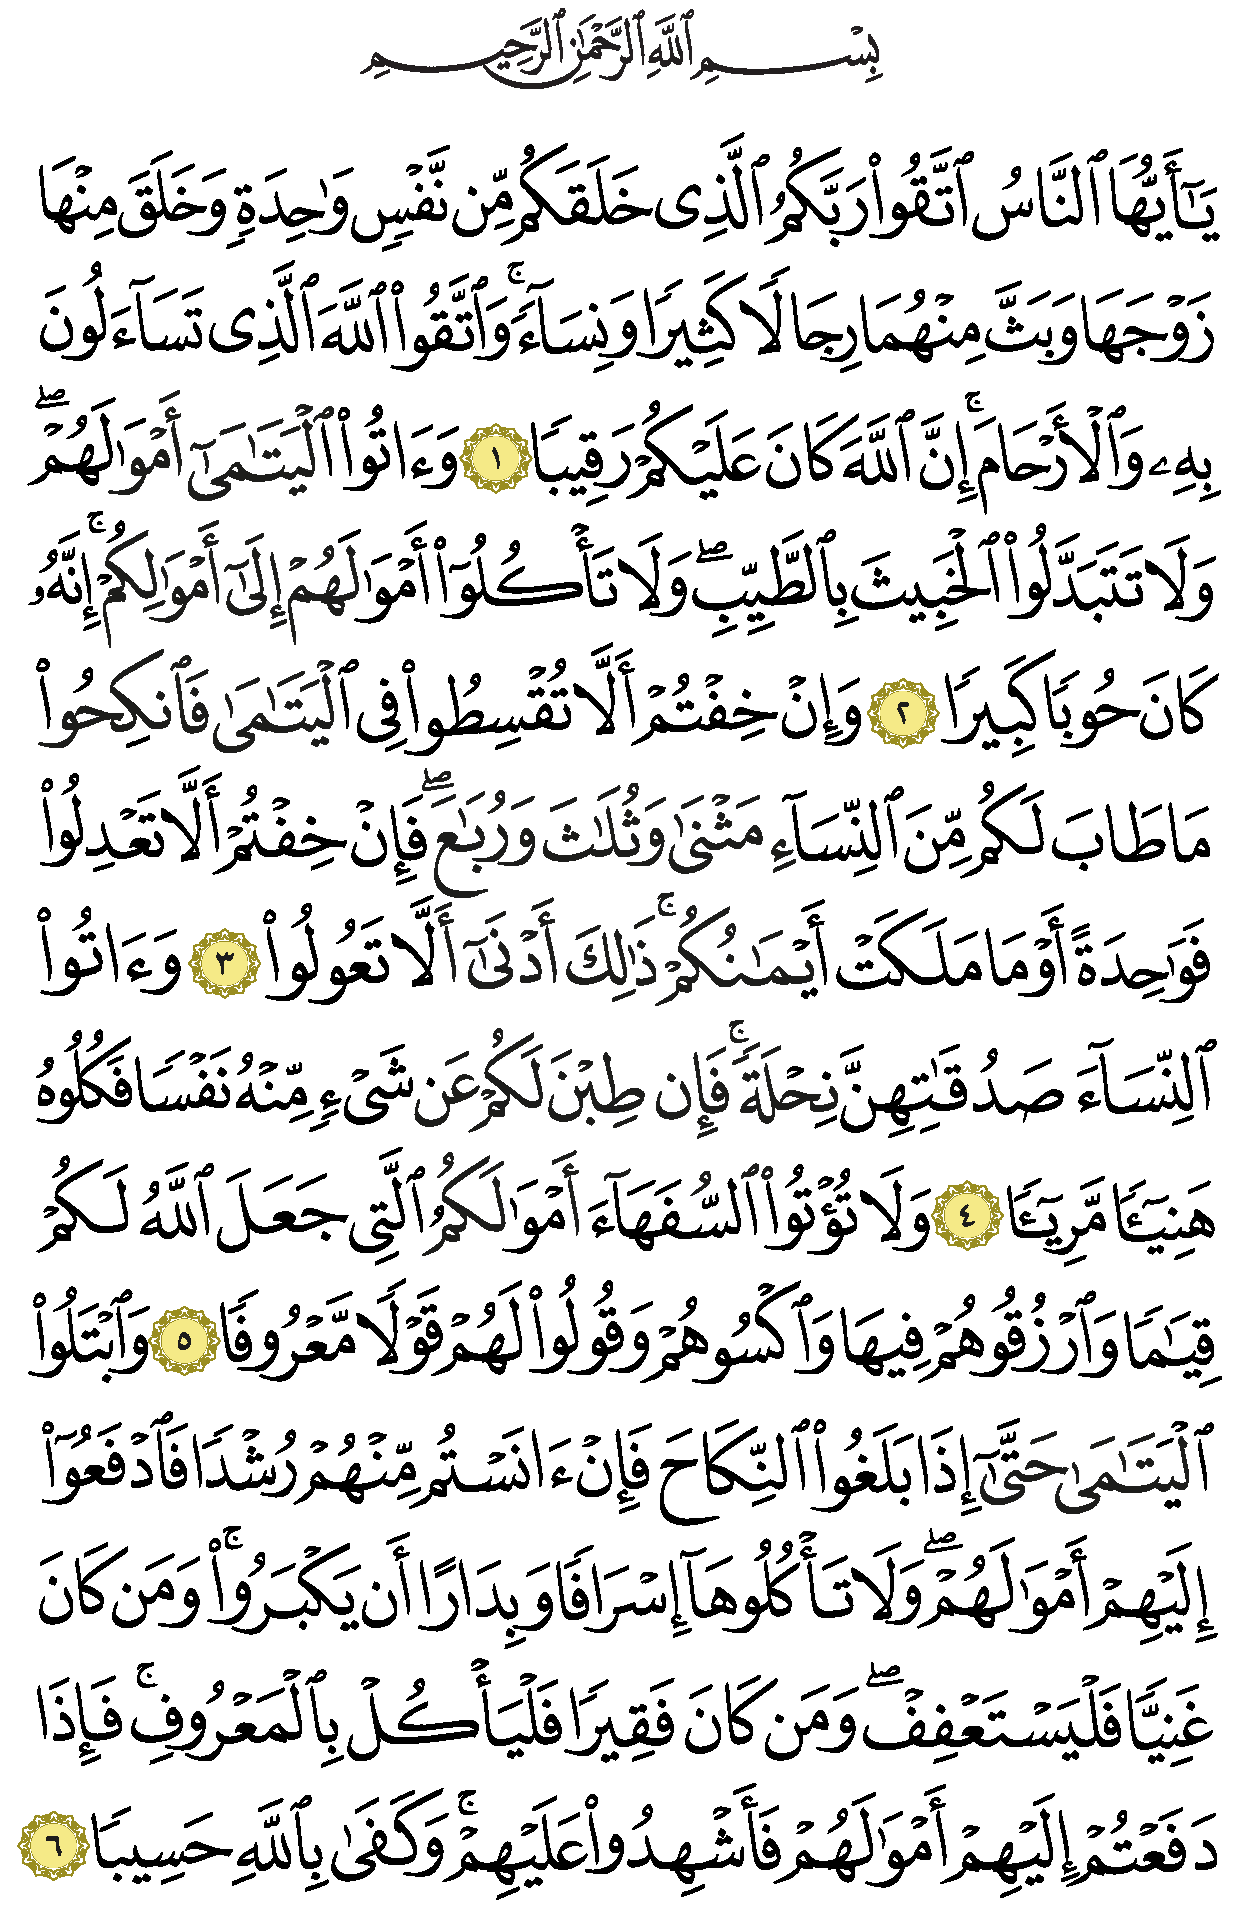 بِسْمِ ٱللَّهِ ٱلرَّحْمَٰنِ ٱلرَّحِيمِ
يَٰٓأَيُّهَا ٱلنَّاسُ ٱتَّقُوا۟ رَبَّكُمُ ٱلَّذِى خَلَقَكُم مِّن نَّفْسٍ وَٰحِدَةٍ وَخَلَقَ مِنْهَا
زَوْجَهَا وَبَثَّ مِنْهُمَا رِجَالًا كَثِيرًا وَنِسَآءً ۚ وَٱتَّقُوا۟ ٱللَّهَ ٱلَّذِى تَسَآءَلُونَ
بِهِۦ وَٱلْأَرْحَامَ ۚ إِنَّ ٱللَّهَ كَانَ عَلَيْكُمْ رَقِيبًا ١ وَءَاتُوا۟ ٱلْيَتَٰمَىٰٓ أَمْوَٰلَهُمْ ۖ
وَلَا تَتَبَدَّلُوا۟ ٱلْخَبِيثَ بِٱلطَّيِّبِ ۖ وَلَا تَأْكُلُوٓا۟ أَمْوَٰلَهُمْ إِلَىٰٓ أَمْوَٰلِكُمْ ۚ إِنَّهُۥ
كَانَ حُوبًا كَبِيرًا ٢ وَإِنْ خِفْتُمْ أَلَّا تُقْسِطُوا۟ فِى ٱلْيَتَٰمَىٰ فَٱنكِحُوا۟
مَا طَابَ لَكُم مِّنَ ٱلنِّسَآءِ مَثْنَىٰ وَثُلَٰثَ وَرُبَٰعَ ۖ فَإِنْ خِفْتُمْ أَلَّا تَعْدِلُوا۟
فَوَٰحِدَةً أَوْ مَا مَلَكَتْ أَيْمَٰنُكُمْ ۚ ذَٰلِكَ أَدْنَىٰٓ أَلَّا تَعُولُوا۟ ٣ وَءَاتُوا۟
ٱلنِّسَآءَ صَدُقَٰتِهِنَّ نِحْلَةً ۚ فَإِن طِبْنَ لَكُمْ عَن شَىْءٍ مِّنْهُ نَفْسًا فَكُلُوهُ
هَنِيٓـًٔا مَّرِيٓـًٔا ٤ وَلَا تُؤْتُوا۟ ٱلسُّفَهَآءَ أَمْوَٰلَكُمُ ٱلَّتِى جَعَلَ ٱللَّهُ لَكُمْ
قِيَٰمًا وَٱرْزُقُوهُمْ فِيهَا وَٱكْسُوهُمْ وَقُولُوا۟ لَهُمْ قَوْلًا مَّعْرُوفًا ٥ وَٱبْتَلُوا۟
ٱلْيَتَٰمَىٰ حَتَّىٰٓ إِذَا بَلَغُوا۟ ٱلنِّكَاحَ فَإِنْ ءَانَسْتُم مِّنْهُمْ رُشْدًا فَٱدْفَعُوٓا۟
إِلَيْهِمْ أَمْوَٰلَهُمْ ۖ وَلَا تَأْكُلُوهَآ إِسْرَافًا وَبِدَارًا أَن يَكْبَرُوا۟ ۚ وَمَن كَانَ
غَنِيًّا فَلْيَسْتَعْفِفْ ۖ وَمَن كَانَ فَقِيرًا فَلْيَأْكُلْ بِٱلْمَعْرُوفِ ۚ فَإِذَا
دَفَعْتُمْ إِلَيْهِمْ أَمْوَٰلَهُمْ فَأَشْهِدُوا۟ عَلَيْهِمْ ۚ وَكَفَىٰ بِٱللَّهِ حَسِيبًا ٦